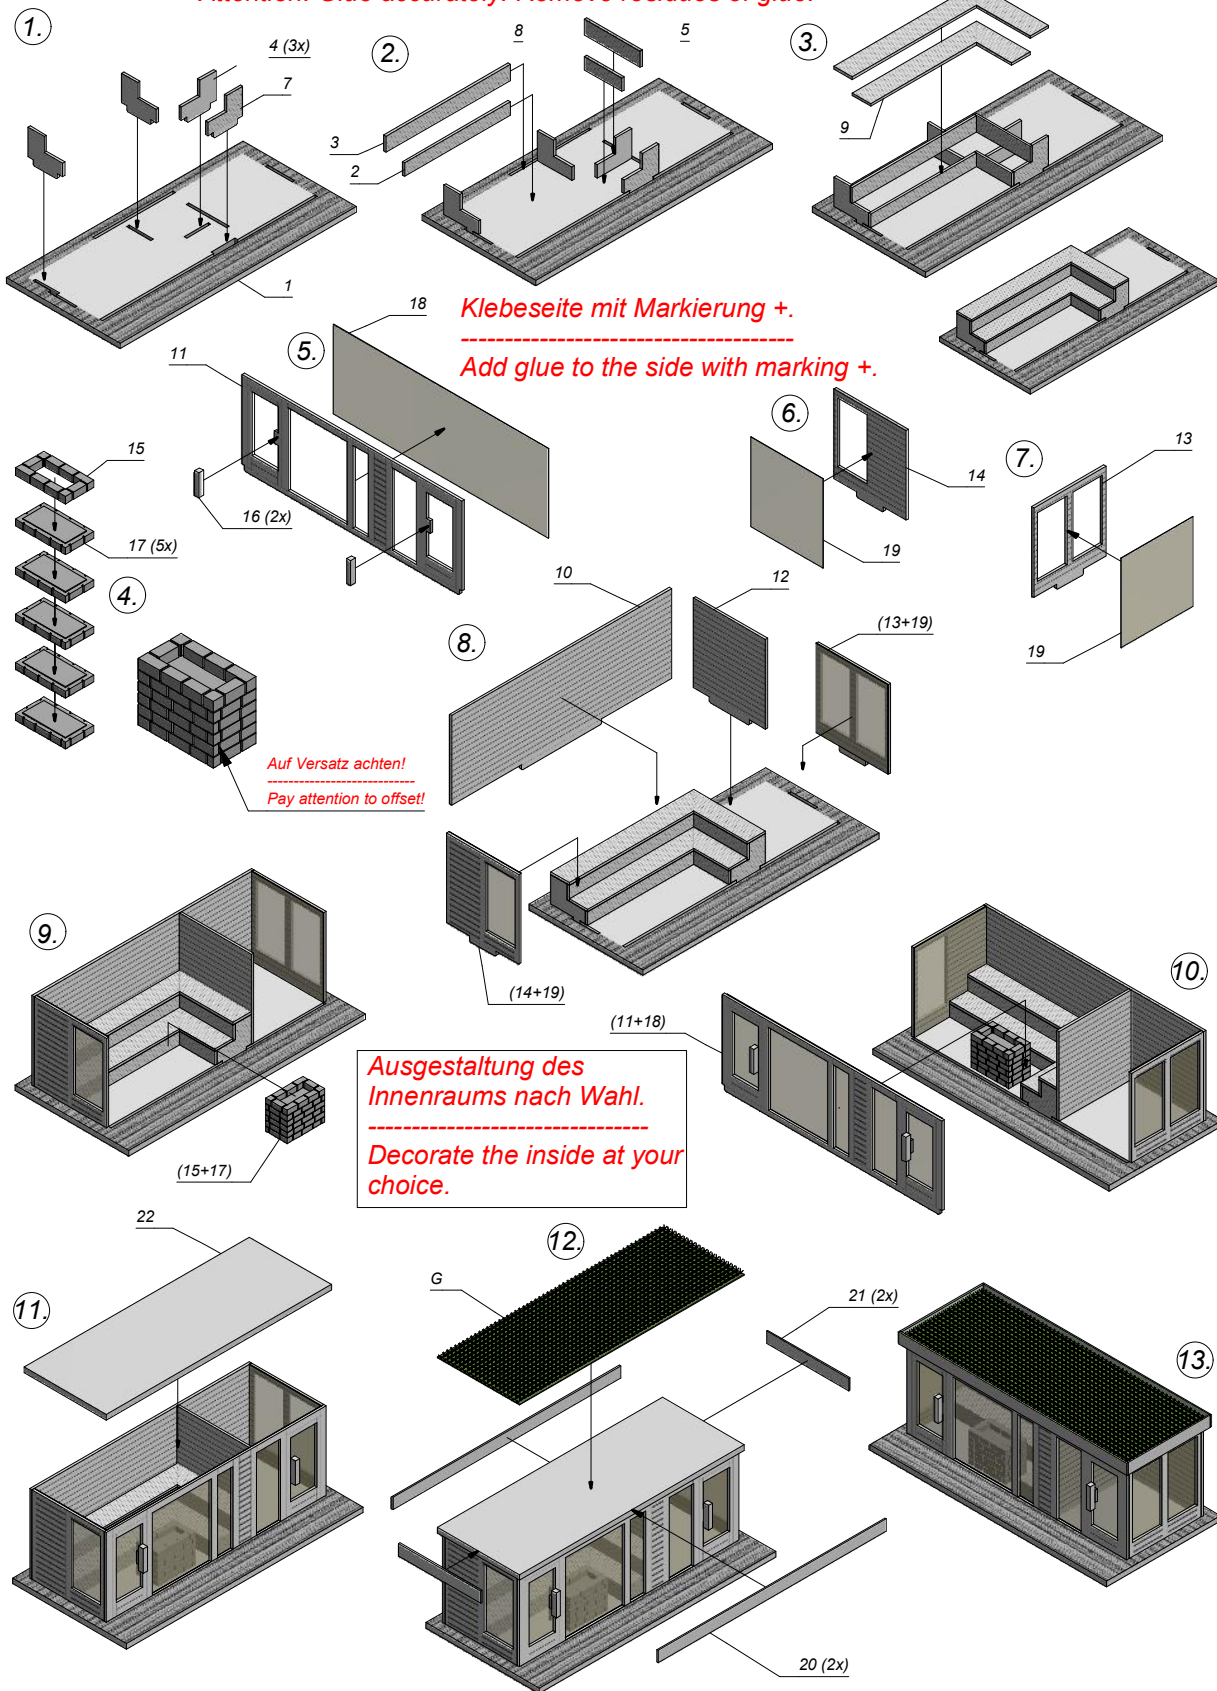 Attention! Glue accurately! Remove residues of glue!
1.
4 (3x)
7
1
2.
8
5
3
2
3.
9
Klebeseite mit Markierung +.
Add glue to the side with marking +.
18
11
5.
16 (2x)
6.
14
19
7.
13
19
15
17 (5x)
4.
Auf Versatz achten!
Pay attention to offset!
10
12
8.
(13+19)
(14+19)
9.
(15+17)
Ausgestaltung des
Innenraums nach Wahl.
Decorate the inside at your
choice.
10.
(11+18)
22
11.
12.
G
21 (2x)
20 (2x)
13.